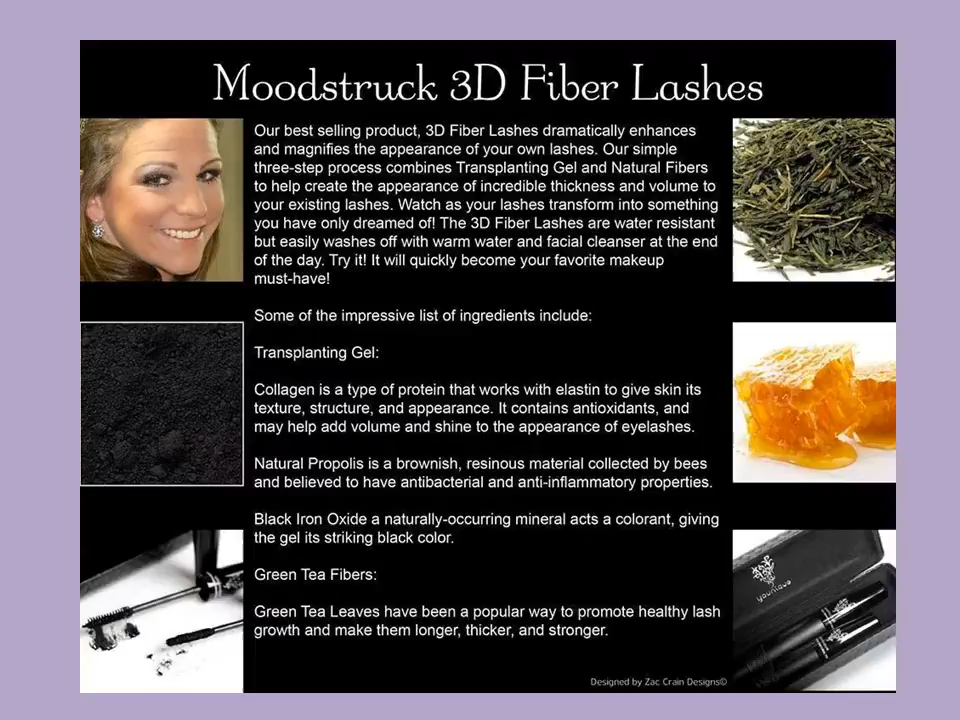 Moodstruck 3D Fiber Lashes
Our best selling product, 3D Fiber Lashes dramatically enhances
and magnifies the appearance of your own lashes. Our simple
three-step process combines Transplanting Gel and Natural Fibers
to help create the appearance of incredible thickness and volume to
your existing lashes. Watch as your lashes transform into something
you have only dreamed of! The 3D Fiber Lashes are water resistant
but easily washes off with warm water and facial cleanser at the end
of the day. Try it! It will quickly become your favorite makeup
must-have!
Some of the impressive list of ingredients include:
Transplanting Gel:
Collagen is a type of protein that works with elastin to give skin its
texture, structure, and appearance. It contains antioxidants, and
may help add volume and shine to the appearance of eyelashes.
Natural Propolis is a brownish, resinous material collected by bees
and believed to have antibacterial and anti-inflammatory properties.
Black Iron Oxide a naturally-occurring mineral acts a colorant, giving
the gel its striking black color.
Green Tea Fibers:
Green Tea Leaves have been a popular way to promote healthy lash
growth and make them longer, thicker, and stronger.
younique
Designed by Zac Crain Designs©